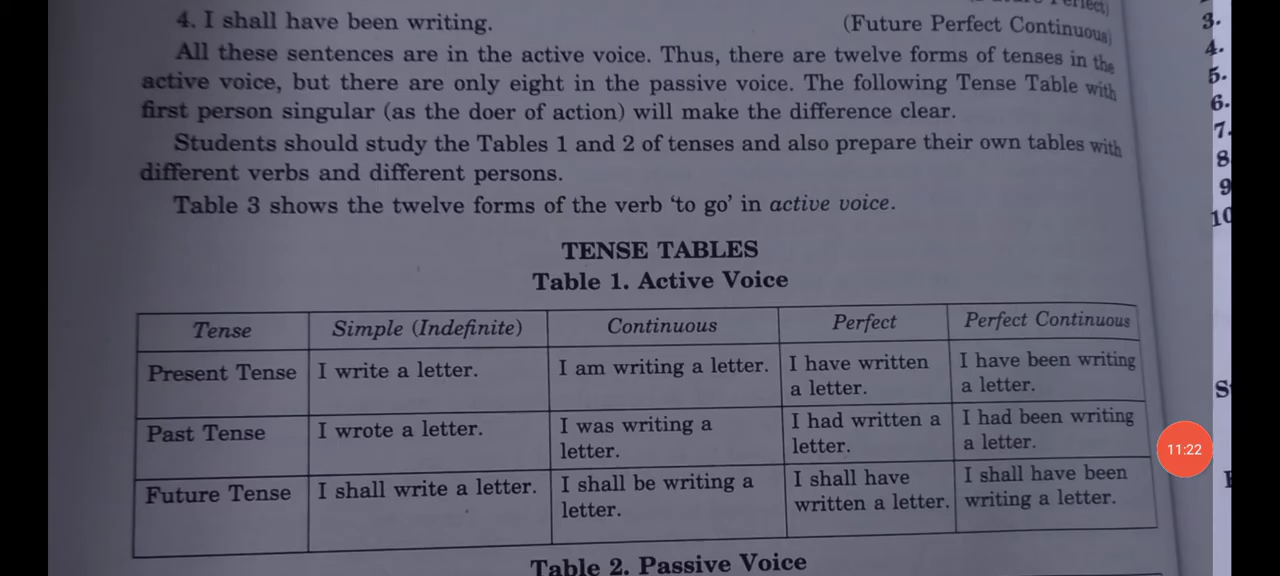 4. I shall have been writing. (Future Perfect Continuous)
All these sentences are in the active voice. Thus, there are twelve forms of tenses in the
active voice, but there are only eight in the passive voice. The following Tense Table with
first person singular (as the doer of action) will make the difference clear.
Students should study the Tables 1 and 2 of tenses and also prepare their own tables with
different verbs and different persons.
Table 3 shows the twelve forms of the verb ‘to go’ in active voice.
TENSE TABLES
Table 1. Active Voice
Tense Simple (Indefinite) Continuous Perfect Perfect Continuous
Present Tense I write a letter. I am writing a letter. I have written I have been writing
a letter. a letter.
Past Tense I wrote a letter. I was writing a I had written a I had been writing
letter. letter. a letter.
Future Tense I shall write a letter. I shall be writing a I shall have I shall have been
letter. written a letter. writing a letter.
Table 2. Passive Voice
3.
4.
5.
6.
7.
8
9
10
11:22